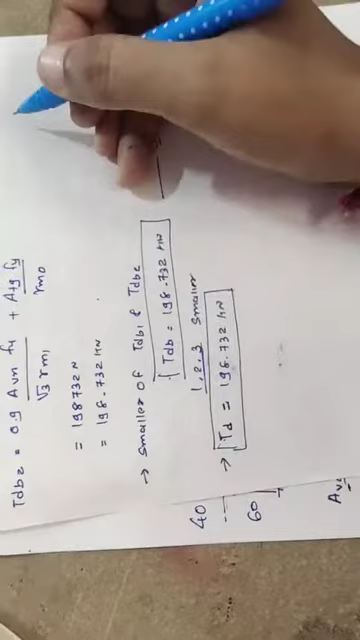 Tdb2 = 0.9 Avn fy / √3 γm1 + Atg fy / γm0
= 198732 N
= 198.732 KN
→ smaller of Tdb1 & Tdb2
Tdb = 198.732 KN
1, 2, 3 smaller
→ Td = 198.732 KN
40
60